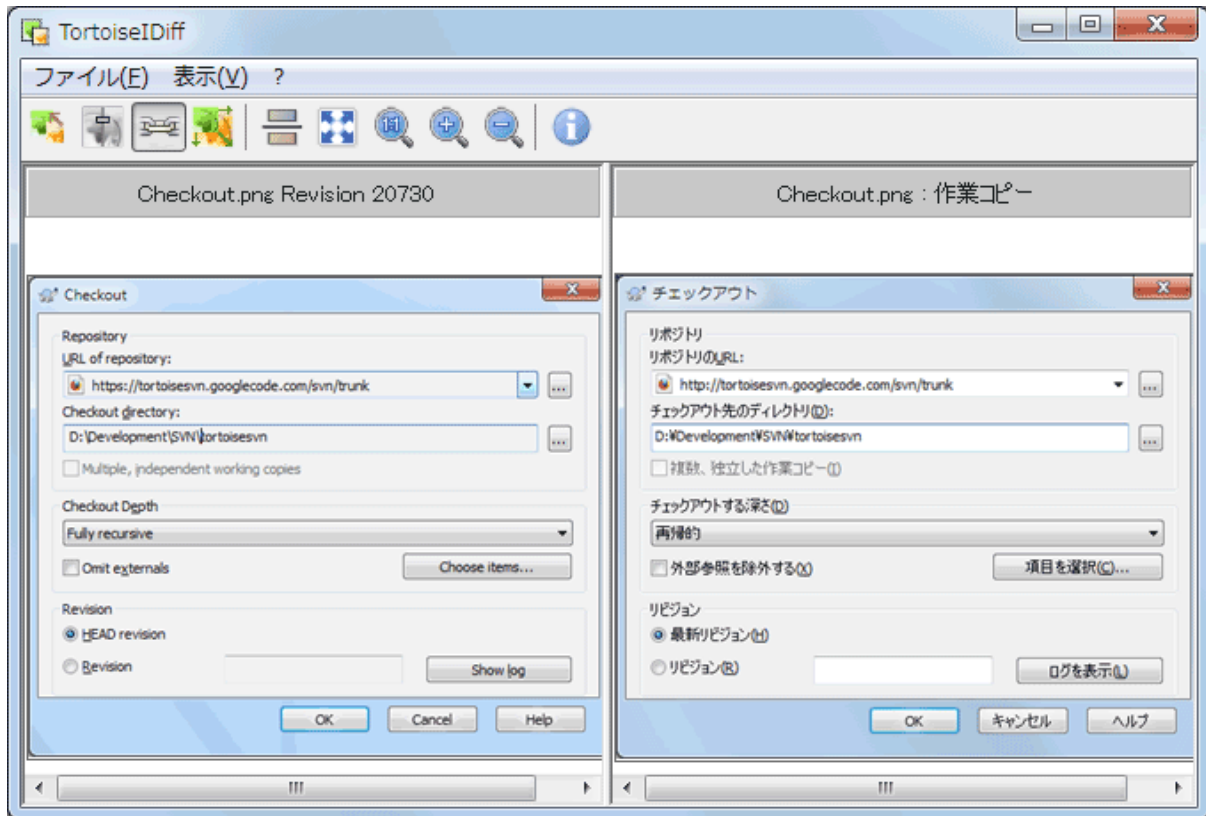 TortoiseIDiff
ファイル(F) 表示(V) ?
Checkout.png Revision 20730
Checkout
Repository
URL of repository:
https://tortoisesvn.googlecode.com/svn/trunk
...
Checkout directory:
D:\Development\SVN\tortoisesvn
...
Multiple, independent working copies
Checkout Depth
Fully recursive
Omit externals
Choose items...
Revision
HEAD revision
Revision
Show log
OK Cancel Help
Checkout.png : 作業コピー
チェックアウト
リポジトリ
リポジトリのURL:
http://tortoisesvn.googlecode.com/svn/trunk
...
チェックアウト先のディレクトリ(D):
D:¥Development¥SVN¥tortoisesvn
...
複数、独立した作業コピー(I)
チェックアウトする深さ(D)
再帰的
外部参照を除外する(X)
項目を選択(C)...
リビジョン
最新リビジョン(H)
リビジョン(R)
ログを表示(L)
OK キャンセル ヘルプ